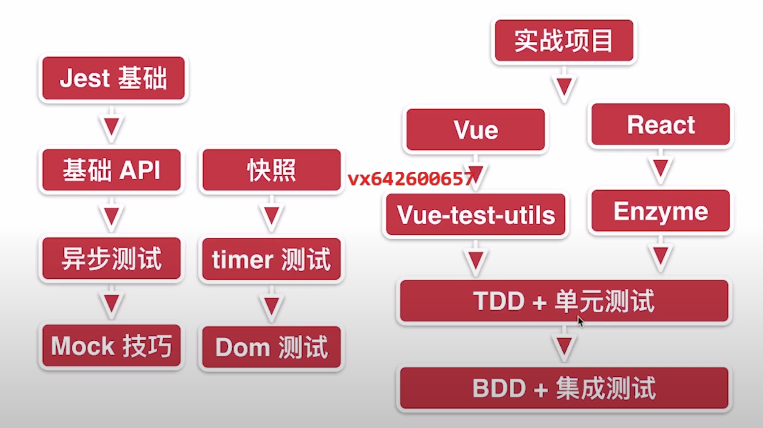 Jest 基础
基础 API
异步测试
Mock 技巧
快照
timer 测试
Dom 测试
vx642600657
实战项目
Vue
React
Vue-test-utils
Enzyme
TDD + 单元测试
BDD + 集成测试